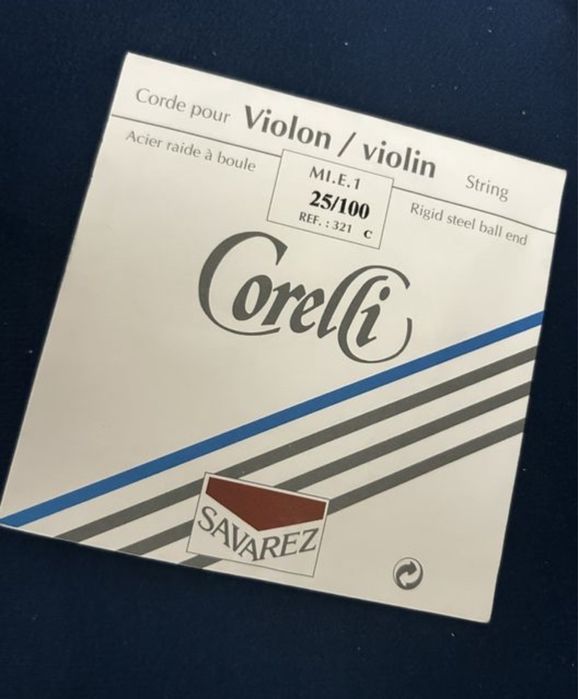 Corde pour Violon / violin String
Acier raide à boule
MI.E.1
25/100
REF. : 321 C
Rigid steel ball end
Corelli
SAVAREZ